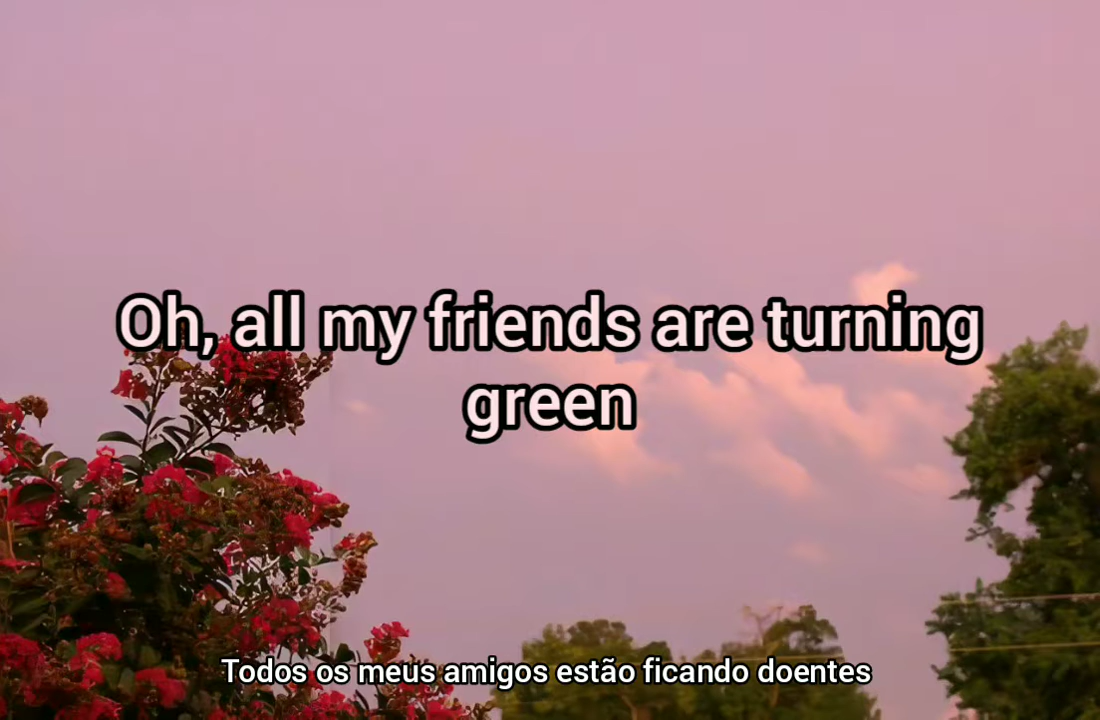 Oh, all my friends are turning
green
Todos os meus amigos estão ficando doentes